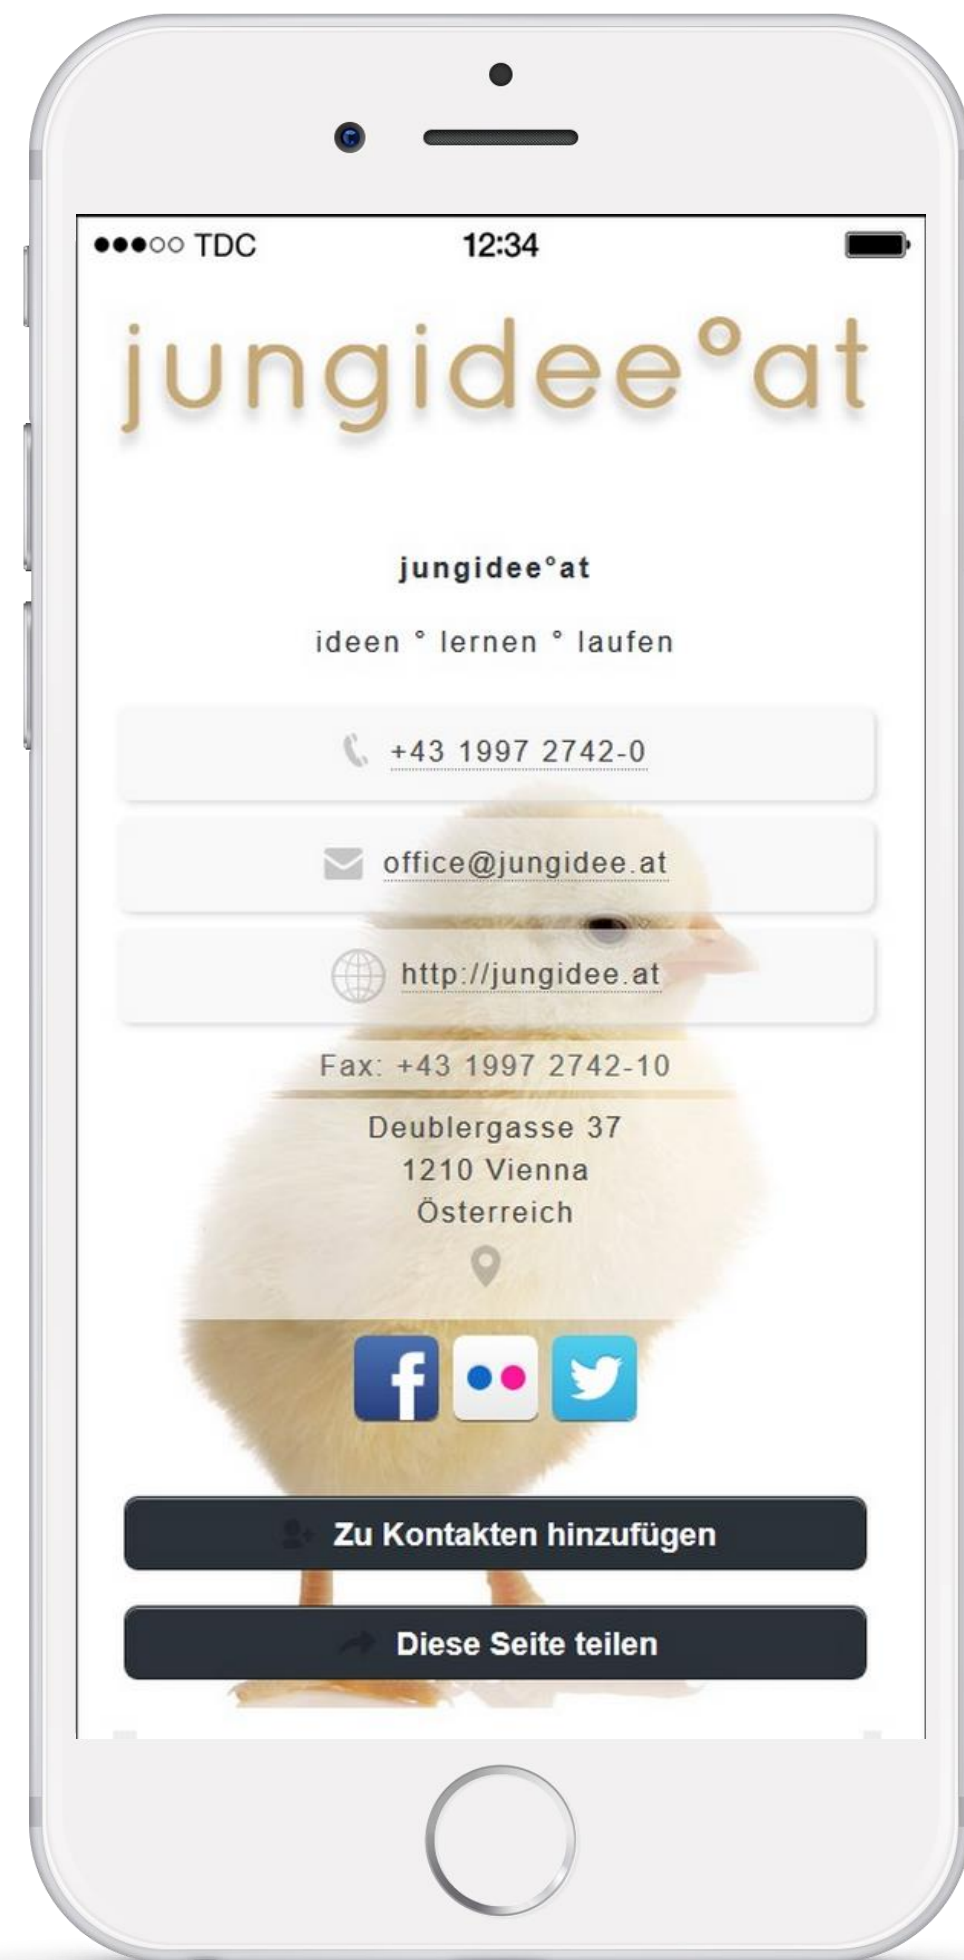 TDC 12:34
jungidee°at
jungidee°at
ideen ° lernen ° laufen
+43 1997 2742-0
office@jungidee.at
http://jungidee.at
Fax: +43 1997 2742-10
Deublergasse 37
1210 Vienna
Österreich
f
Zu Kontakten hinzufügen
Diese Seite teilen